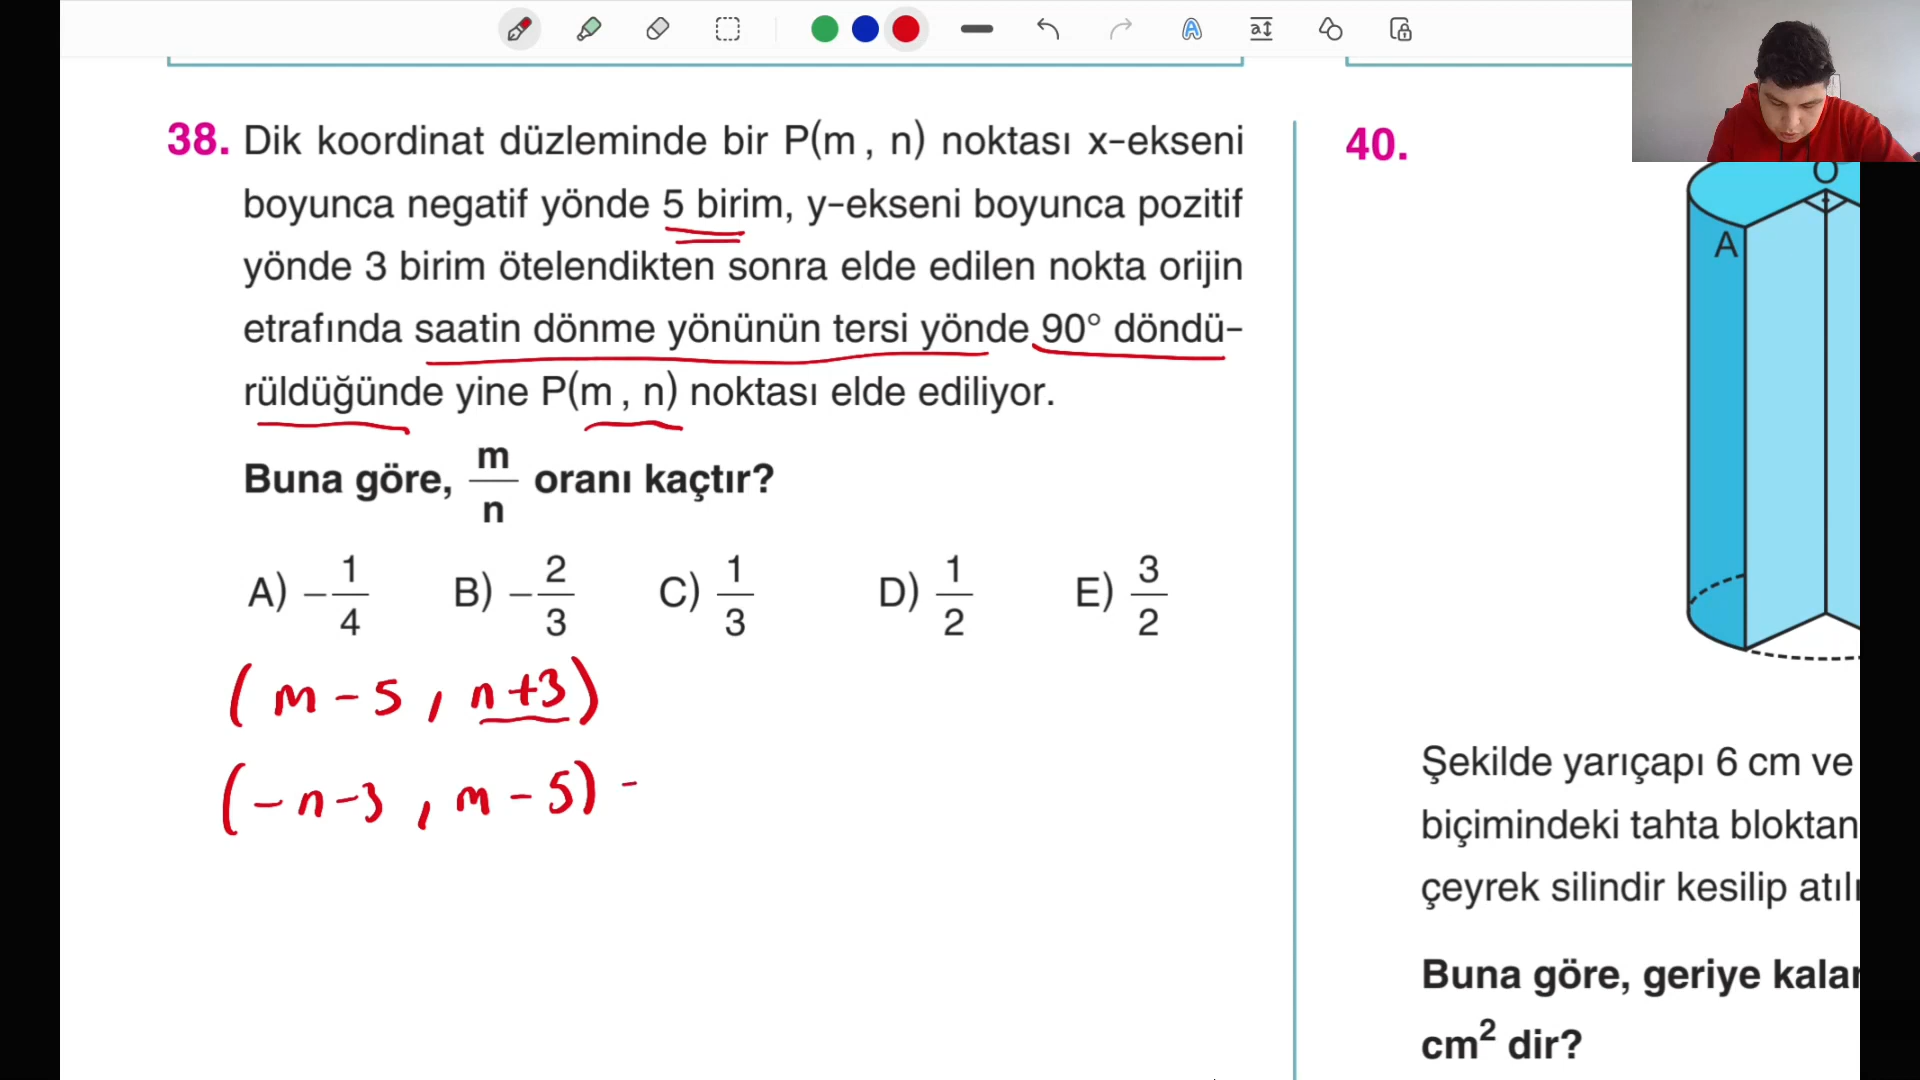 38. Dik koordinat düzleminde bir P(m , n) noktası x-ekseni
boyunca negatif yönde 5 birim, y-ekseni boyunca pozitif
yönde 3 birim ötelendikten sonra elde edilen nokta orijin
etrafında saatin dönme yönünün tersi yönde 90° döndü-
rüldüğünde yine P(m , n) noktası elde ediliyor.
Buna göre, m/n oranı kaçtır?
A) -1/4 B) -2/3 C) 1/3 D) 1/2 E) 3/2
(m - 5 , n+3)
(-n-3 , m - 5) -
40.
O
A
Şekilde yarıçapı 6 cm ve
biçimindeki tahta bloktan
çeyrek silindir kesilip atıl
Buna göre, geriye kala
cm² dir?